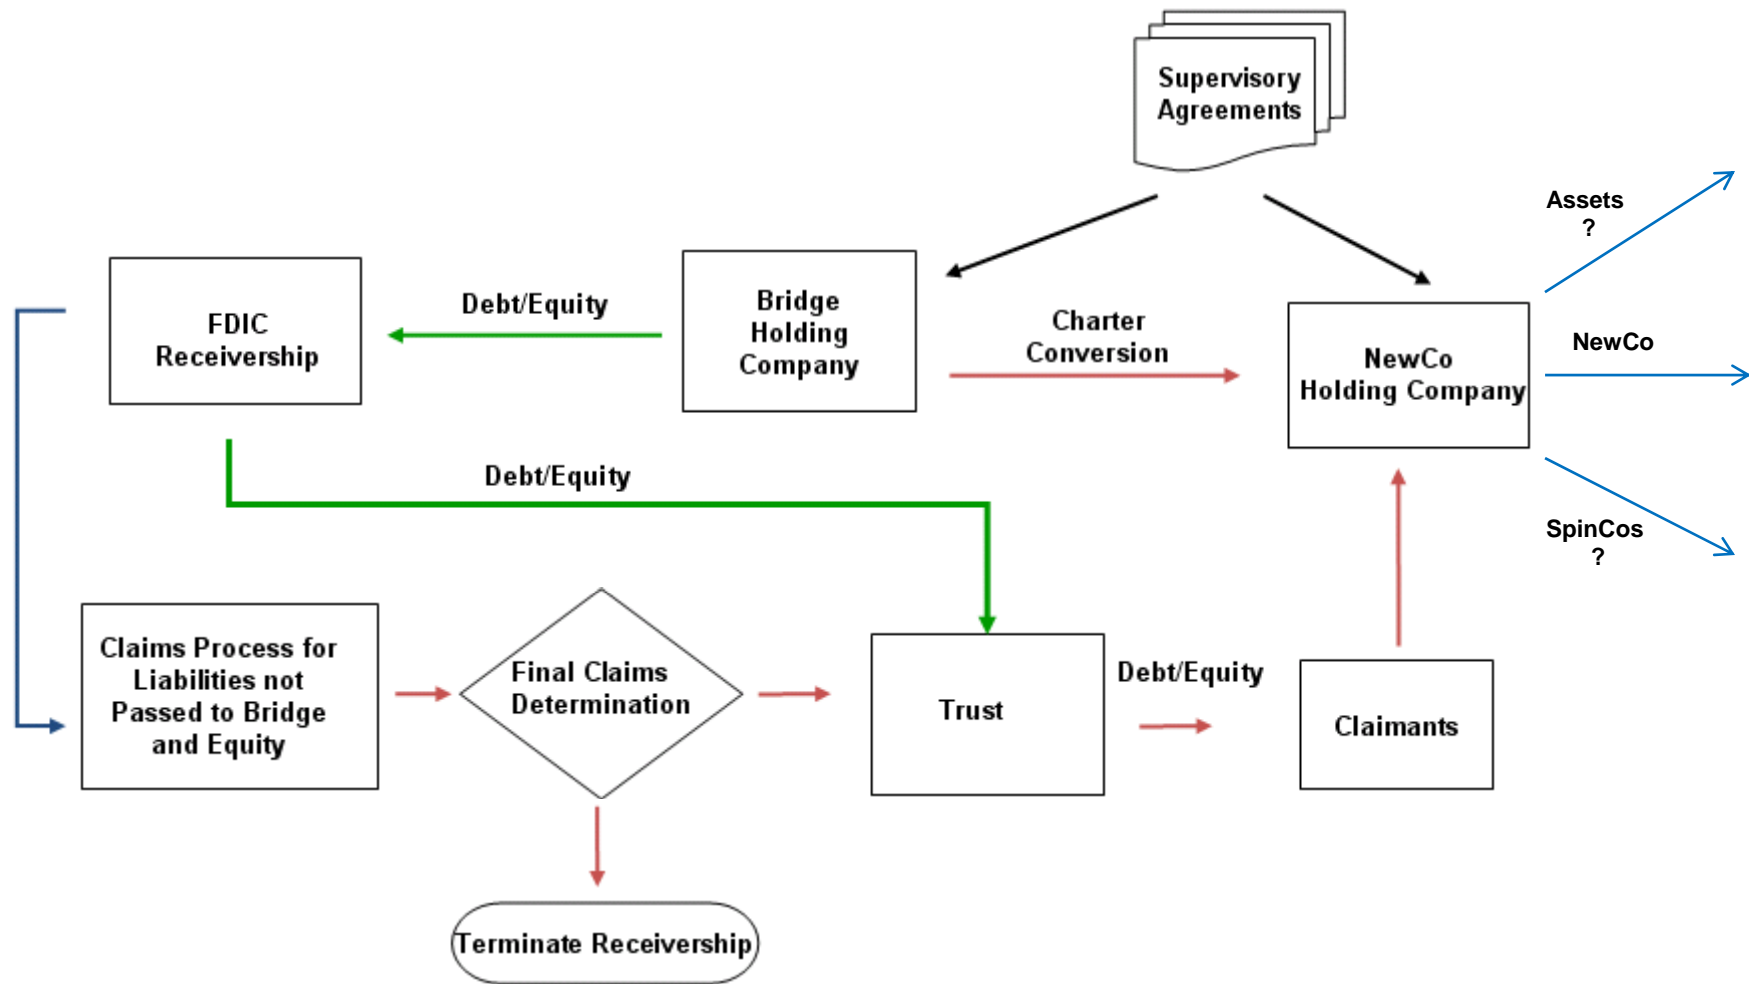 Supervisory
Agreements
Assets
?
FDIC
Receivership
Debt/Equity
Bridge
Holding
Company
Charter
Conversion
NewCo
Holding Company
NewCo
Debt/Equity
SpinCos
?
Claims Process for
Liabilities not
Passed to Bridge
and Equity
Final Claims
Determination
Trust
Debt/Equity
Claimants
Terminate Receivership